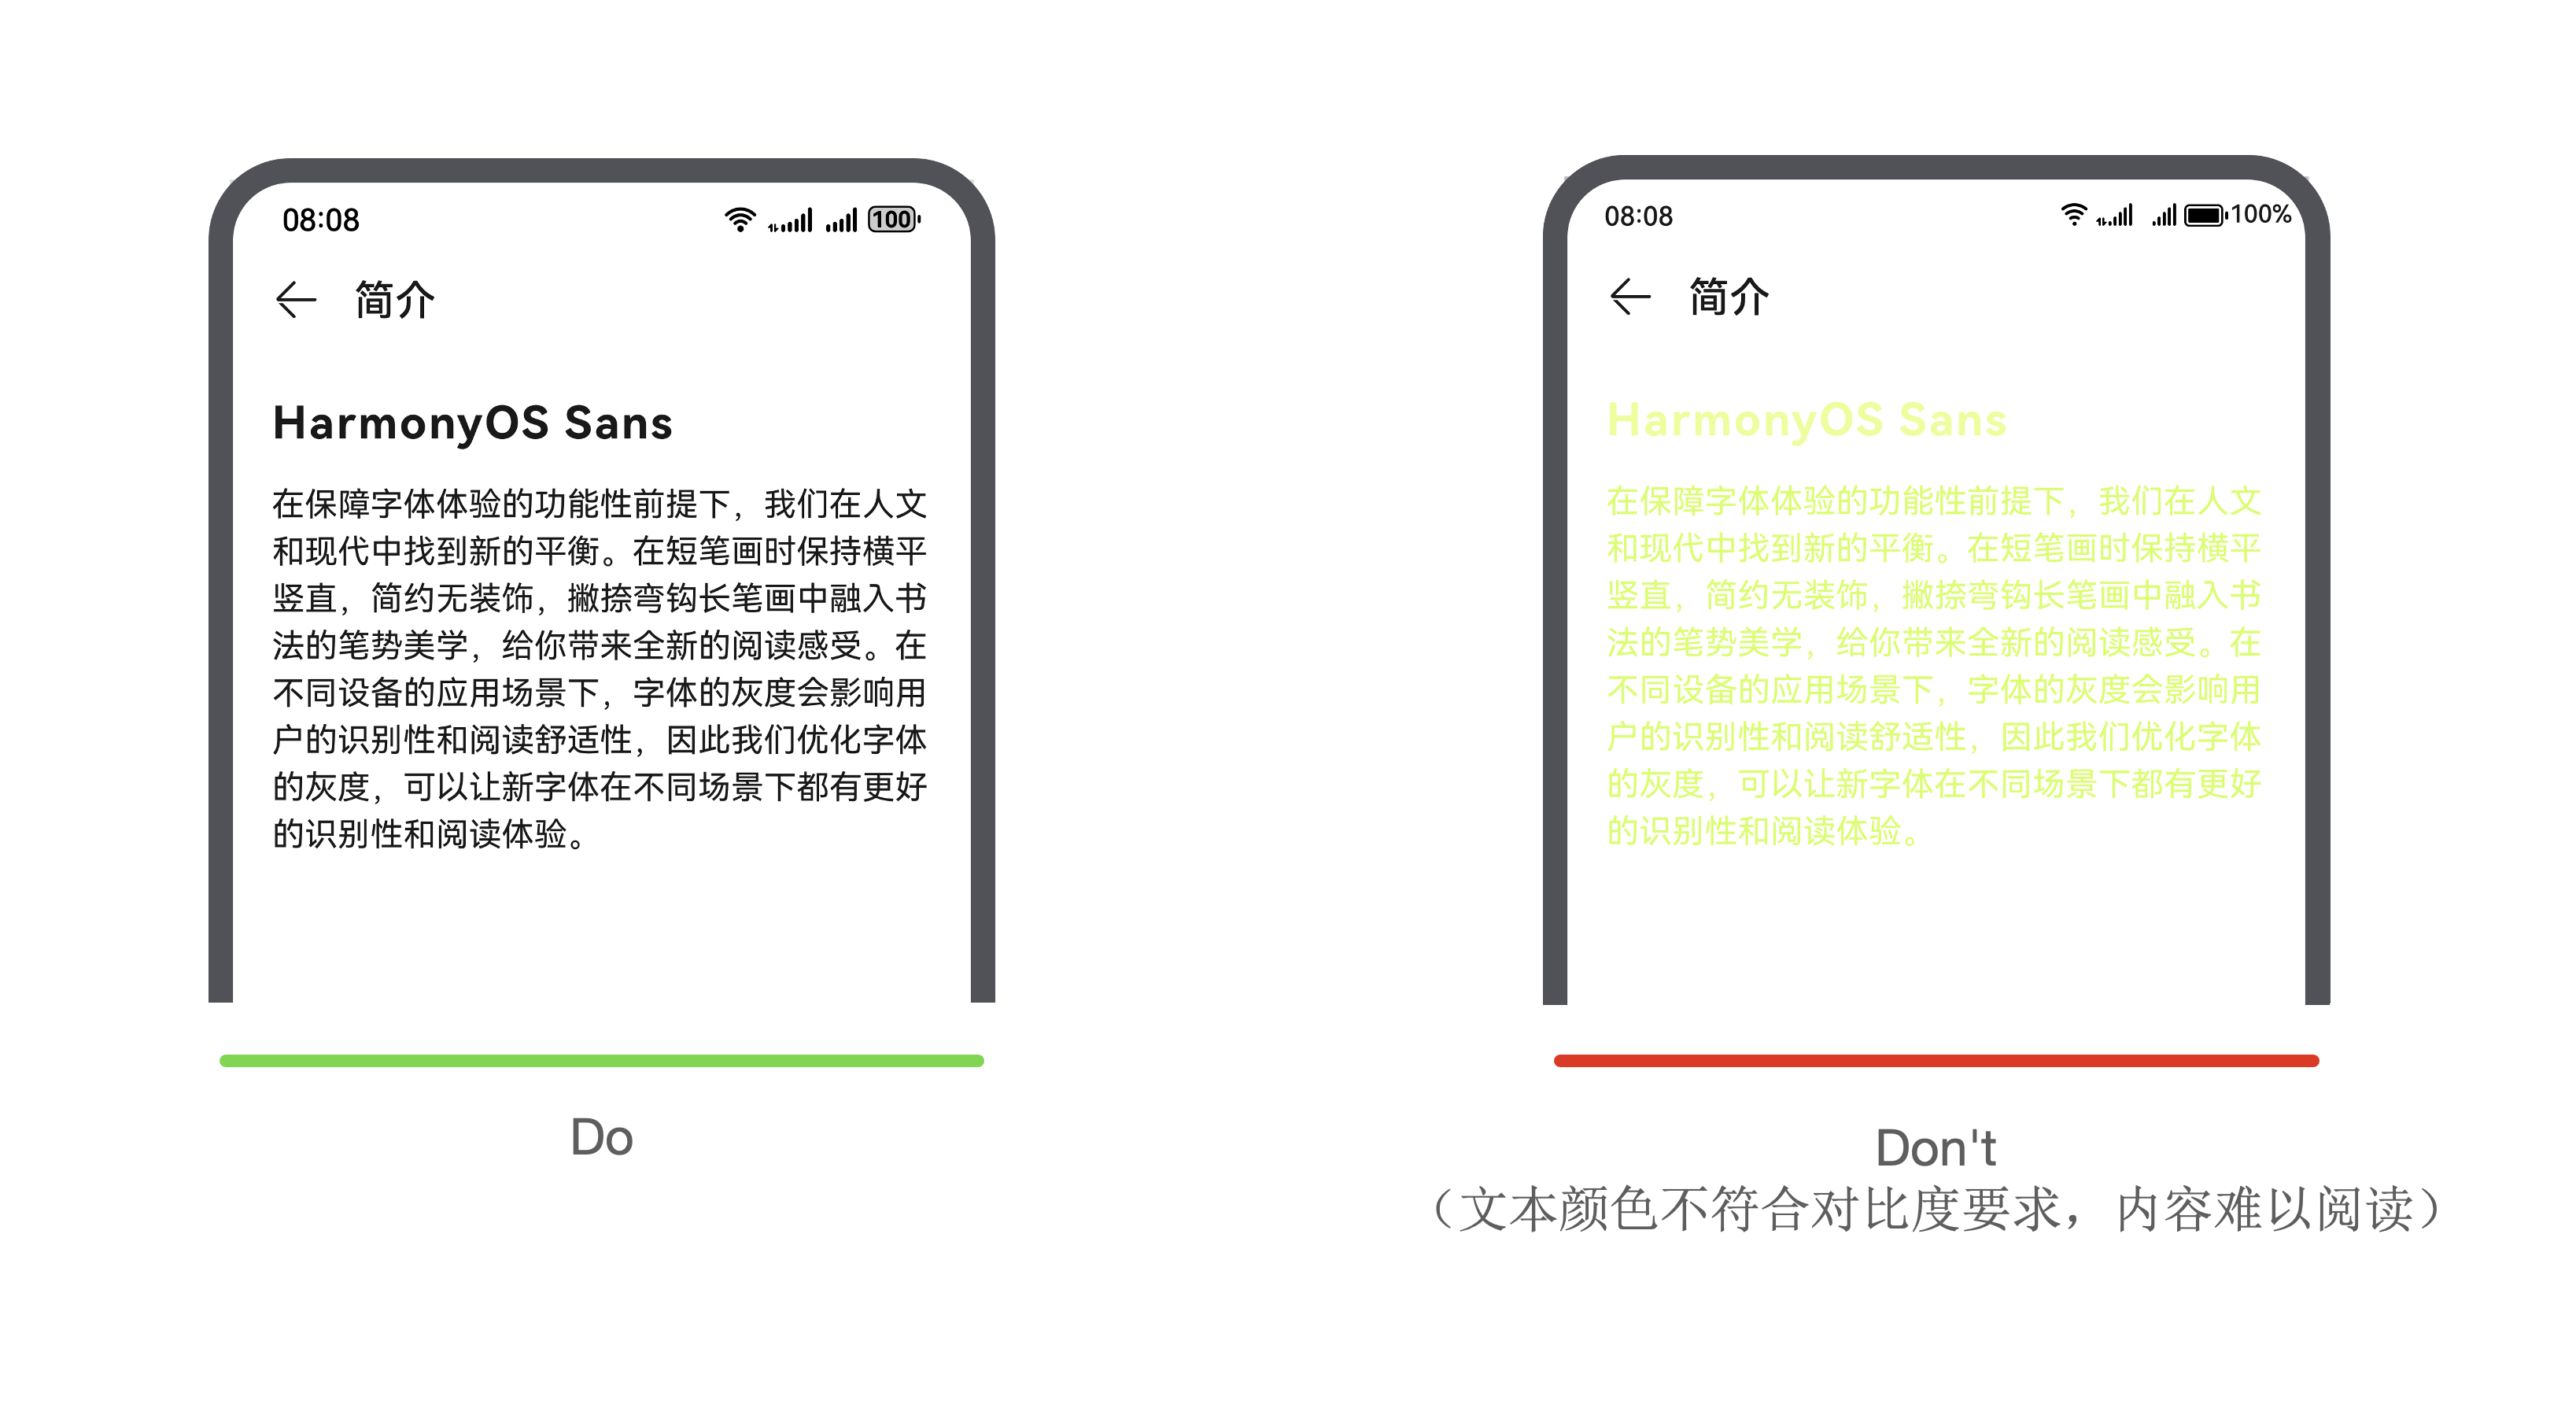 08:08
100
简介
HarmonyOS Sans
在保障字体体验的功能性前提下，我们在人文
和现代中找到新的平衡。在短笔画时保持横平
竖直，简约无装饰，撇捺弯钩长笔画中融入书
法的笔势美学，给你带来全新的阅读感受。在
不同设备的应用场景下，字体的灰度会影响用
户的识别性和阅读舒适性，因此我们优化字体
的灰度，可以让新字体在不同场景下都有更好
的识别性和阅读体验。
Do
08:08
100%
简介
HarmonyOS Sans
在保障字体体验的功能性前提下，我们在人文
和现代中找到新的平衡。在短笔画时保持横平
竖直，简约无装饰，撇捺弯钩长笔画中融入书
法的笔势美学，给你带来全新的阅读感受。在
不同设备的应用场景下，字体的灰度会影响用
户的识别性和阅读舒适性，因此我们优化字体
的灰度，可以让新字体在不同场景下都有更好
的识别性和阅读体验。
Don't
（文本颜色不符合对比度要求，内容难以阅读）